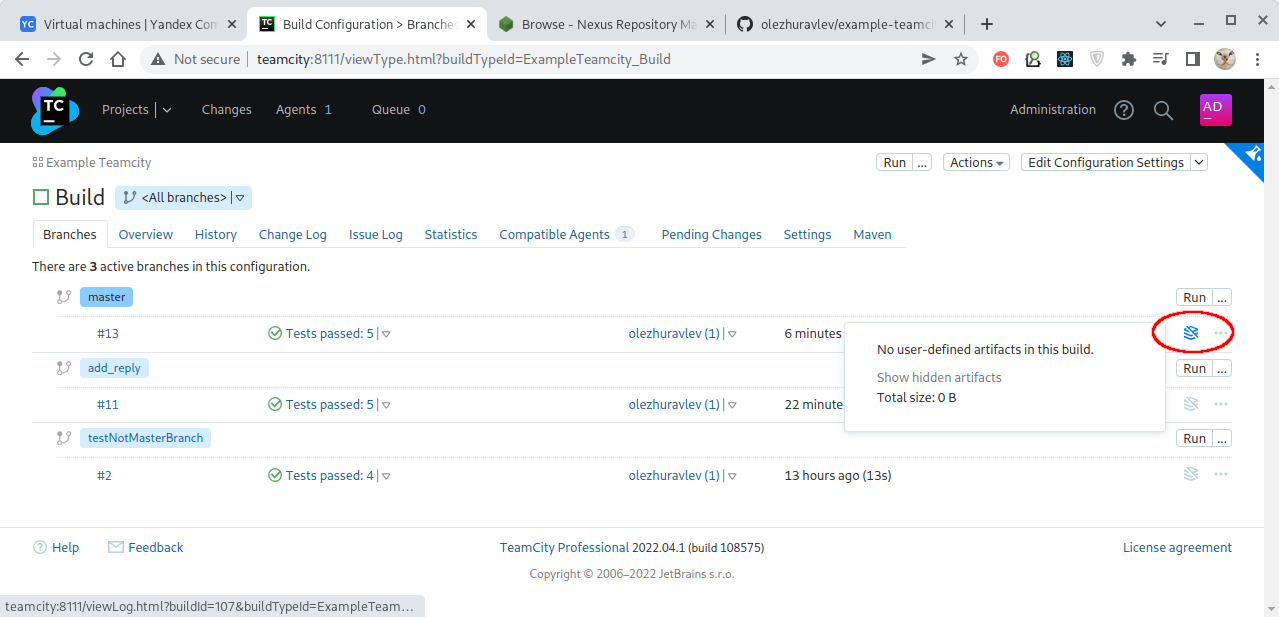 Virtual machines | Yandex Com
Build Configuration > Branches
Browse - Nexus Repository Ma
olezhuravlev/example-teamcit
Not secure
teamcity:8111/viewType.html?buildTypeId=ExampleTeamcity_Build
TC
Projects Changes Agents 1 Queue 0 Administration AD
Example Teamcity Run ... Actions Edit Configuration Settings
Build <All branches>
Branches Overview History Change Log Issue Log Statistics Compatible Agents 1 Pending Changes Settings Maven
There are 3 active branches in this configuration.
master Run ...
#13 Tests passed: 5 olezhuravlev (1) 6 minutes
No user-defined artifacts in this build.
Show hidden artifacts
Total size: 0 B
add_reply Run ...
#11 Tests passed: 5 olezhuravlev (1) 22 minute
testNotMasterBranch Run ...
#2 Tests passed: 4 olezhuravlev (1) 13 hours ago (13s)
Help Feedback TeamCity Professional 2022.04.1 (build 108575) License agreement
Copyright © 2006–2022 JetBrains s.r.o.
teamcity:8111/viewLog.html?buildId=107&buildTypeId=ExampleTeam...